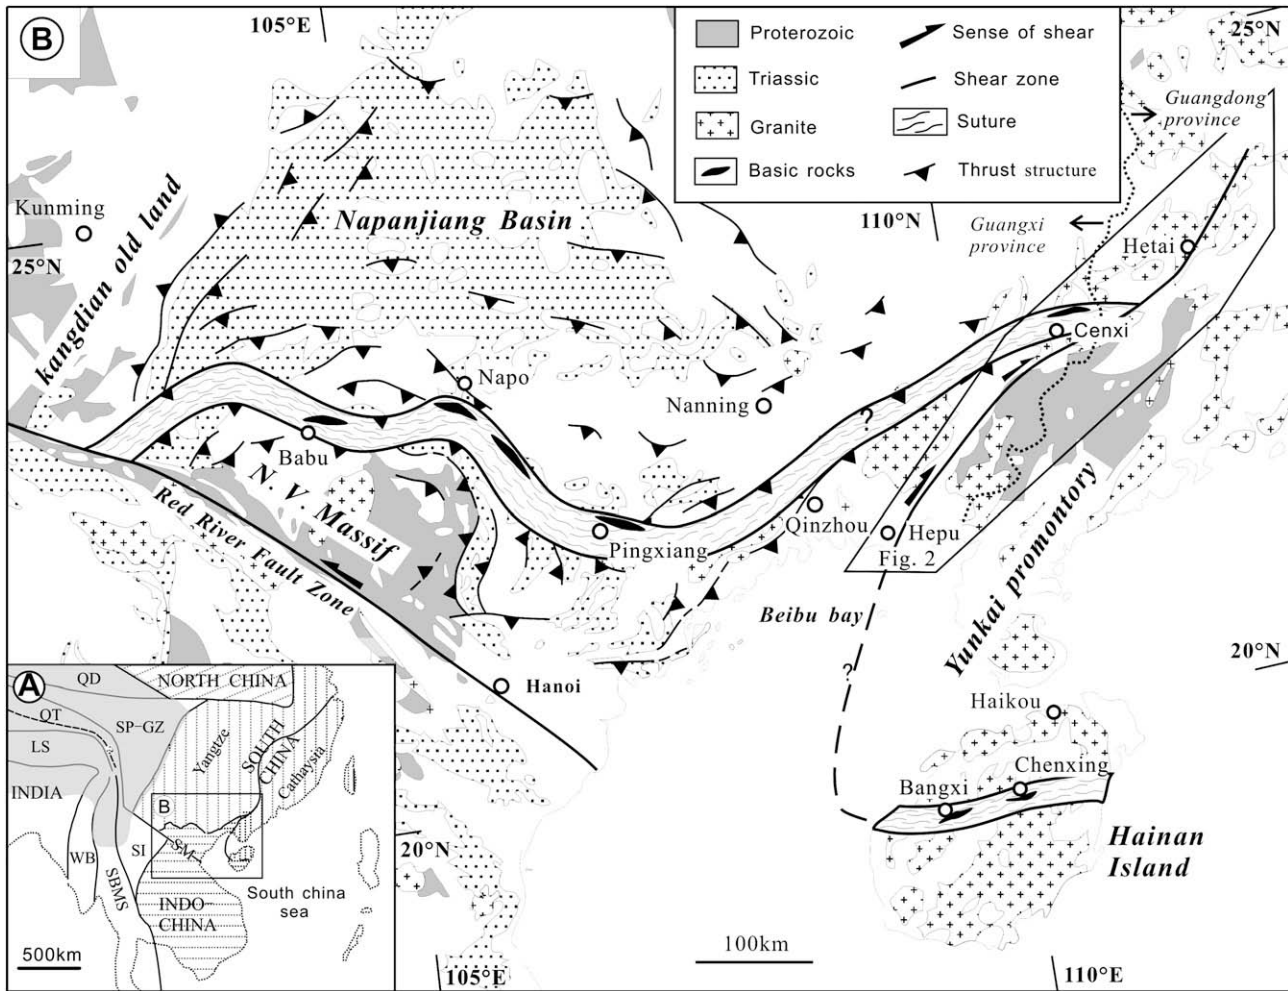 B
105°E
Proterozoic
Triassic
Granite
Basic rocks
Sense of shear
Shear zone
Suture
Thrust structure
25°N
Guangdong
province
Guangxi
province
110°N
Kunming
25°N
kangdian old land
Napanjiang Basin
Hetai
Cenxi
Napo
Nanning
?
Babu
N. V. Massif
Red River Fault Zone
Pingxiang
Qinzhou
Hepu
Fig. 2
Yunkai promontory
Beibu bay
?
20°N
Hanoi
Haikou
Chenxing
Bangxi
Hainan
Island
20°N
100km
105°E
110°E
A
QD
NORTH CHINA
QT
SP-GZ
LS
Yangtze
SOUTH
CHINA
Cathaysia
INDIA
B
WB
SI
SM
SBMS
INDO-
CHINA
South china
sea
500km